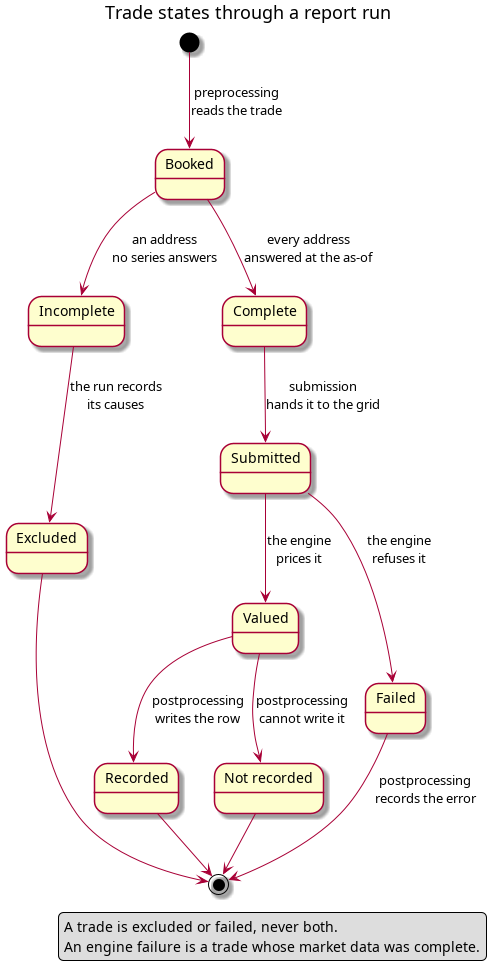 Trade states through a report run
preprocessing
reads the trade
Booked
an address
no series answers
every address
answered at the as-of
Incomplete
Complete
the run records
its causes
submission
hands it to the grid
Submitted
Excluded
the engine
prices it
the engine
refuses it
Valued
Failed
postprocessing
writes the row
postprocessing
cannot write it
Recorded
Not recorded
postprocessing
records the error
A trade is excluded or failed, never both.
An engine failure is a trade whose market data was complete.